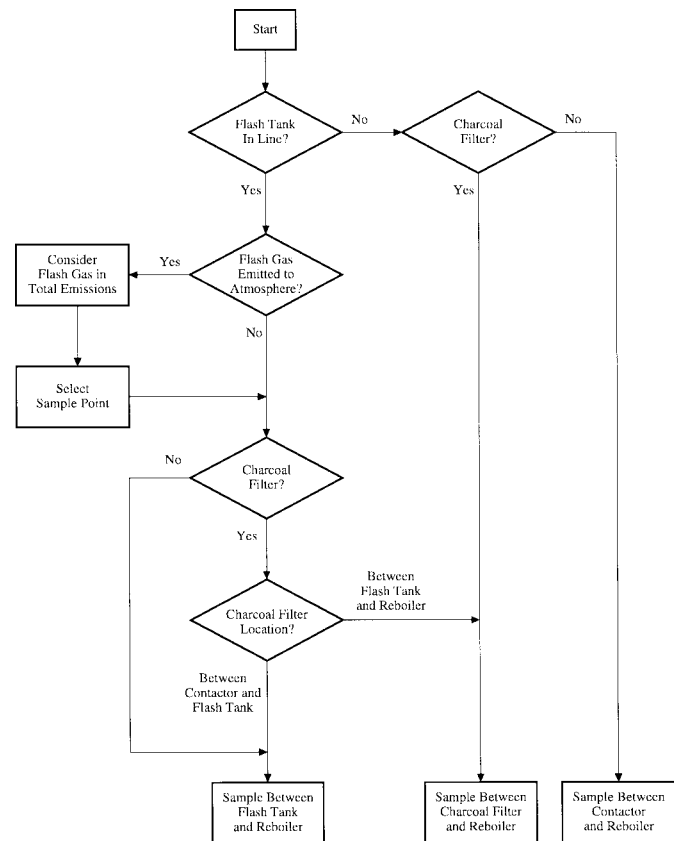 Start
Flash Tank
In Line?
No
Charcoal
Filter?
No
Yes
Yes
Consider
Flash Gas in
Total Emissions
Yes
Flash Gas
Emitted to
Atmosphere?
No
Select
Sample Point
No
Charcoal
Filter?
Yes
Between
Flash Tank
and Reboiler
Charcoal Filter
Location?
Between
Contactor and
Flash Tank
Sample Between
Flash Tank
and Reboiler
Sample Between
Charcoal Filter
and Reboiler
Sample Between
Contactor
and Reboiler